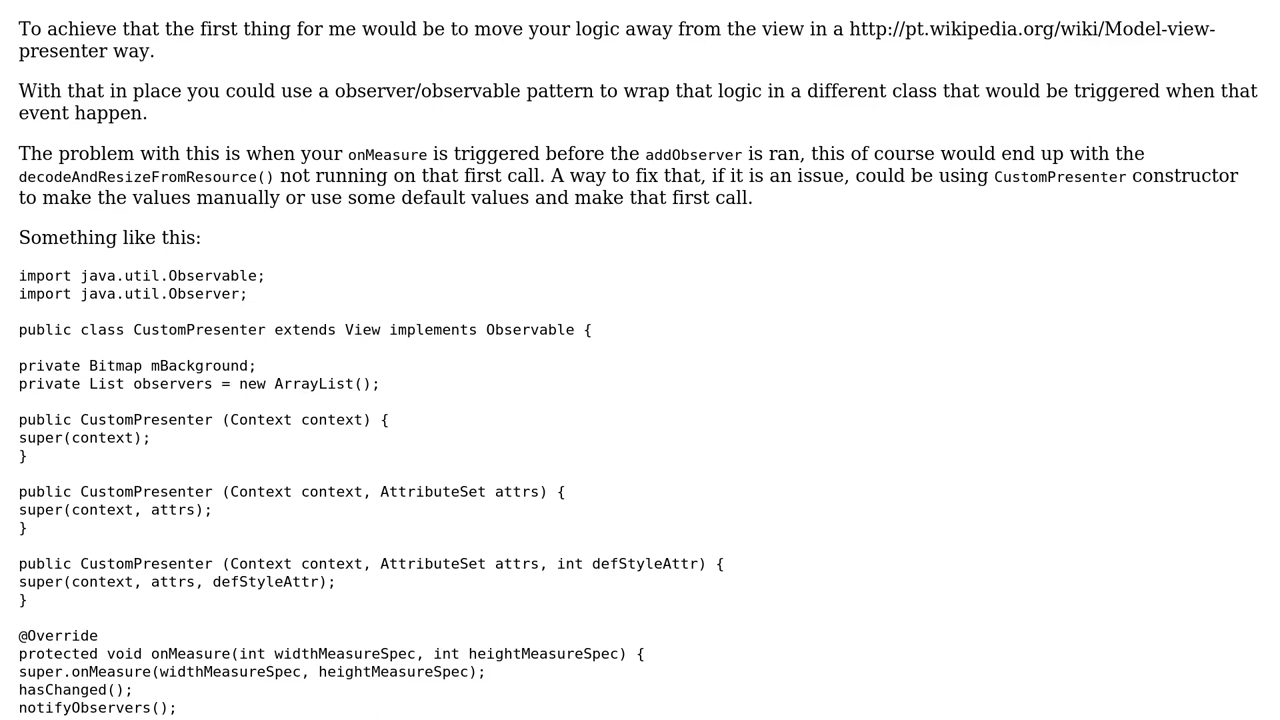 To achieve that the first thing for me would be to move your logic away from the view in a http://pt.wikipedia.org/wiki/Model-view-
presenter way.
With that in place you could use a observer/observable pattern to wrap that logic in a different class that would be triggered when that
event happen.
The problem with this is when your onMeasure is triggered before the addObserver is ran, this of course would end up with the
decodeAndResizeFromResource() not running on that first call. A way to fix that, if it is an issue, could be using CustomPresenter constructor
to make the values manually or use some default values and make that first call.
Something like this:
import java.util.Observable;
import java.util.Observer;
public class CustomPresenter extends View implements Observable {
private Bitmap mBackground;
private List observers = new ArrayList();
public CustomPresenter (Context context) {
super(context);
}
public CustomPresenter (Context context, AttributeSet attrs) {
super(context, attrs);
}
public CustomPresenter (Context context, AttributeSet attrs, int defStyleAttr) {
super(context, attrs, defStyleAttr);
}
@Override
protected void onMeasure(int widthMeasureSpec, int heightMeasureSpec) {
super.onMeasure(widthMeasureSpec, heightMeasureSpec);
hasChanged();
notifyObservers();